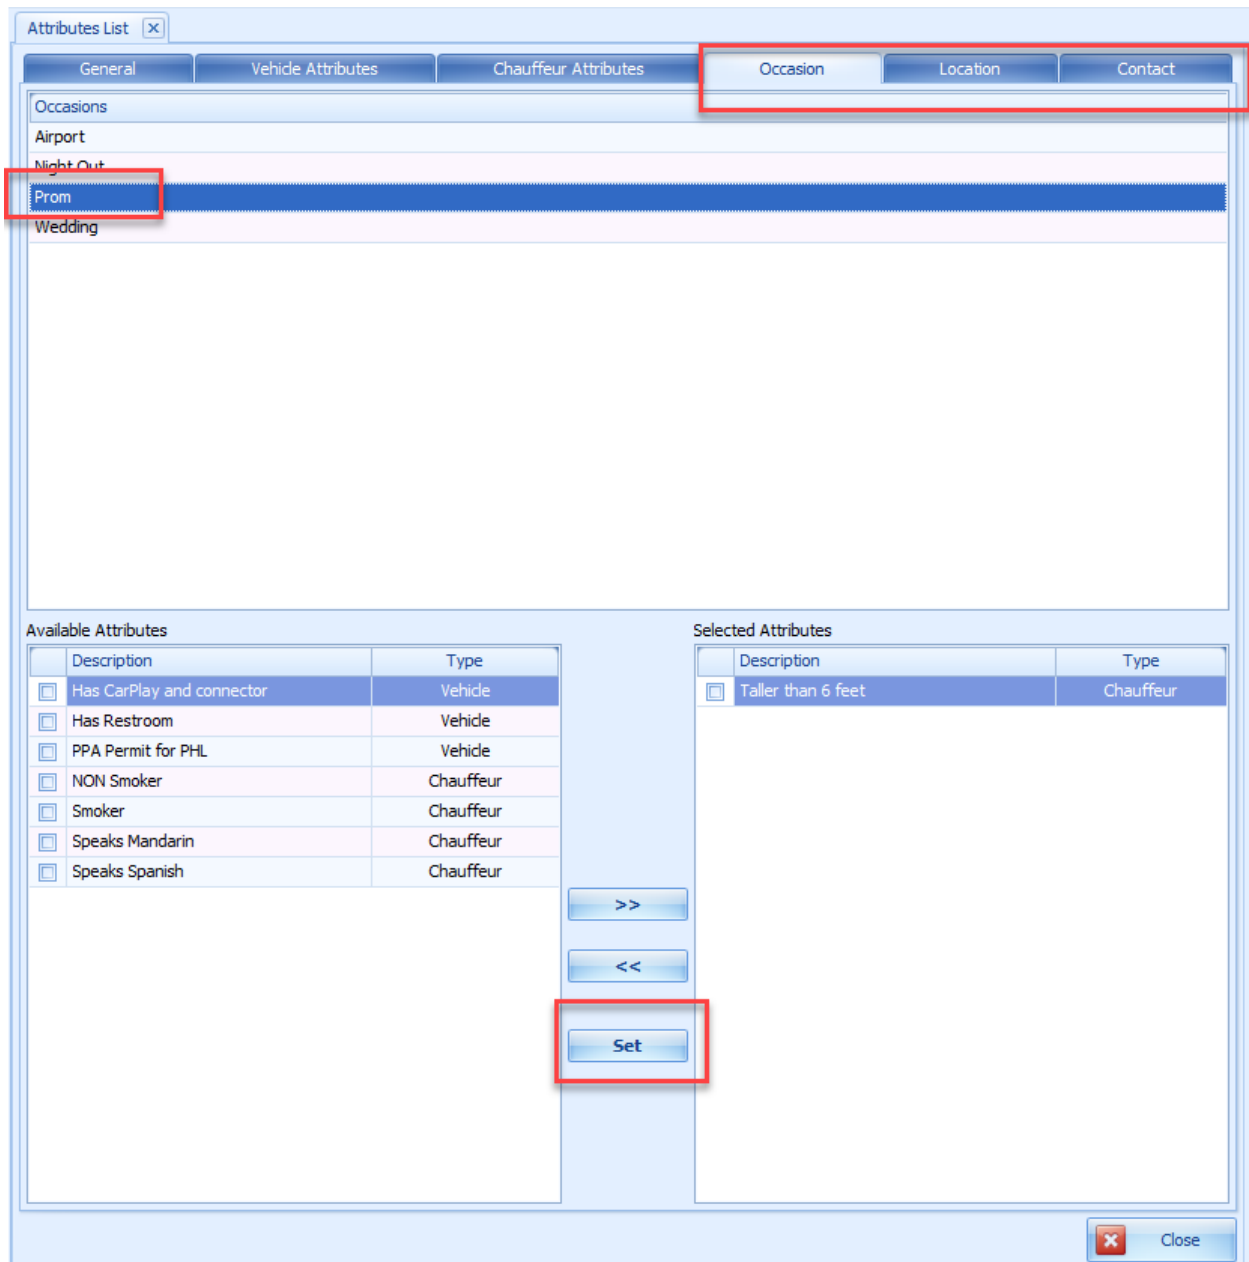 Attributes List
General Vehicle Attributes Chauffeur Attributes Occasion Location Contact
Occasions
Airport
Night Out
Prom
Wedding
Available Attributes Selected Attributes
Description Type Description Type
Has CarPlay and connector Vehicle Taller than 6 feet Chauffeur
Has Restroom Vehicle
PPA Permit for PHL Vehicle
NON Smoker Chauffeur
Smoker Chauffeur
Speaks Mandarin Chauffeur
Speaks Spanish Chauffeur
>>
<<
Set
Close